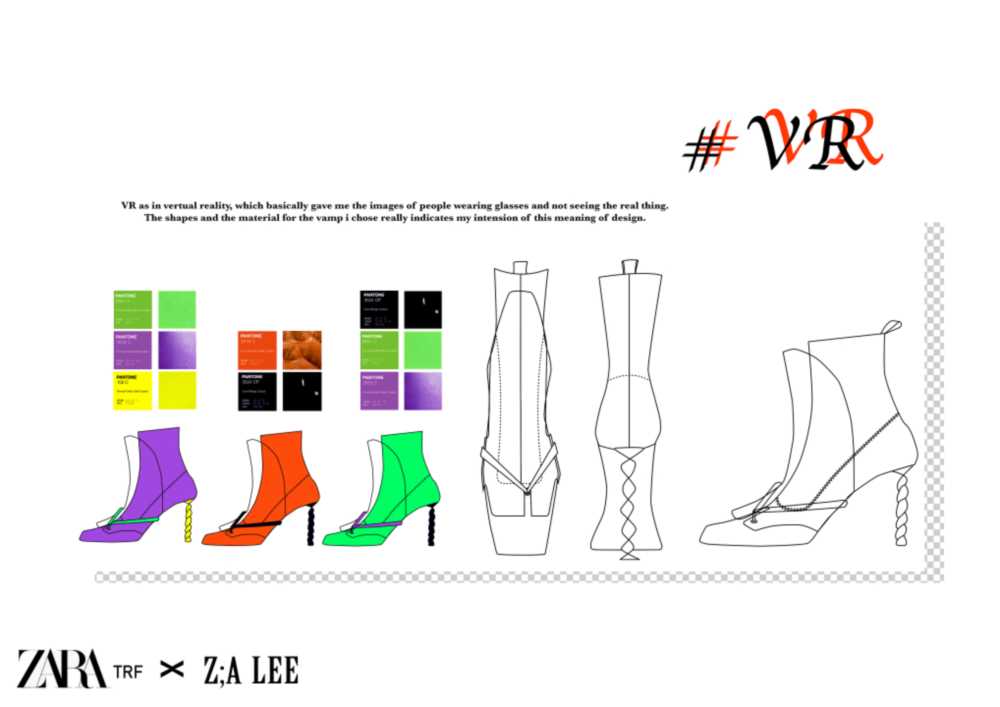 # VR
VR as in vertual reality, which basically gave me the images of people wearing glasses and not seeing the real thing.
The shapes and the material for the vamp i chose really indicates my intension of this meaning of design.
PANTONE
PANTONE
PANTONE
PANTONE
PANTONE
PANTONE
PANTONE
PANTONE
ZARA TRF X Z;A LEE